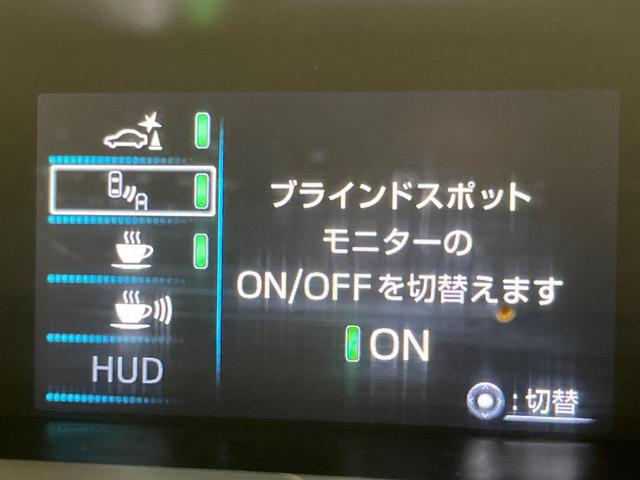 ブラインドスポット
モニターの
ON/OFFを切替えます
ON
HUD
:切替